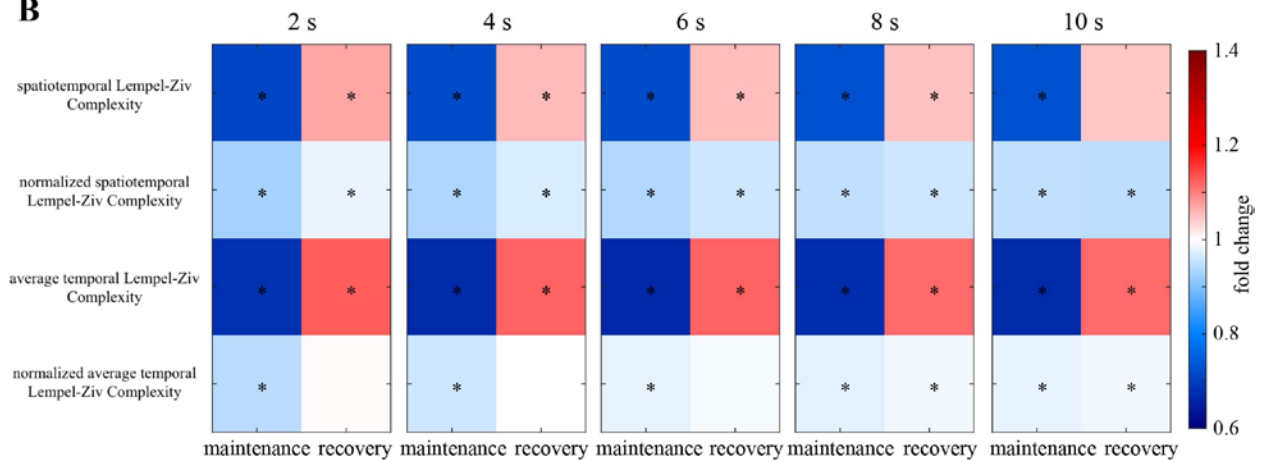 B
2 s 4 s 6 s 8 s 10 s
spatiotemporal Lempel-Ziv
Complexity
* * * * * * * * *
normalized spatiotemporal
Lempel-Ziv Complexity
* * * * * * * * * *
average temporal Lempel-Ziv
Complexity
* * * * * * * * * *
normalized average temporal
Lempel-Ziv Complexity
* * * * * * *
maintenance recovery maintenance recovery maintenance recovery maintenance recovery maintenance recovery
1.4
1.2
1
0.8
0.6
fold change